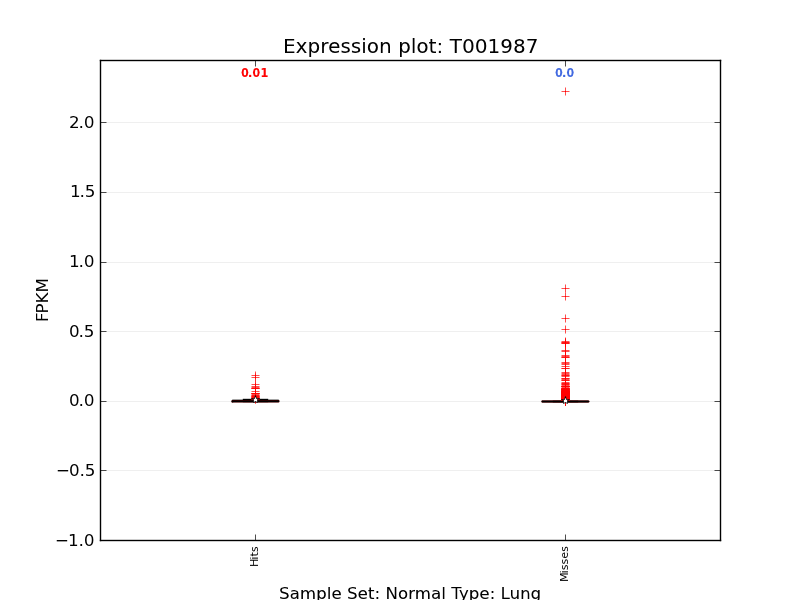 Expression plot: T001987
0.01
0.0
2.0
1.5
1.0
0.5
0.0
−0.5
−1.0
FPKM
Hits
Misses
Sample Set: Normal Type: Lung